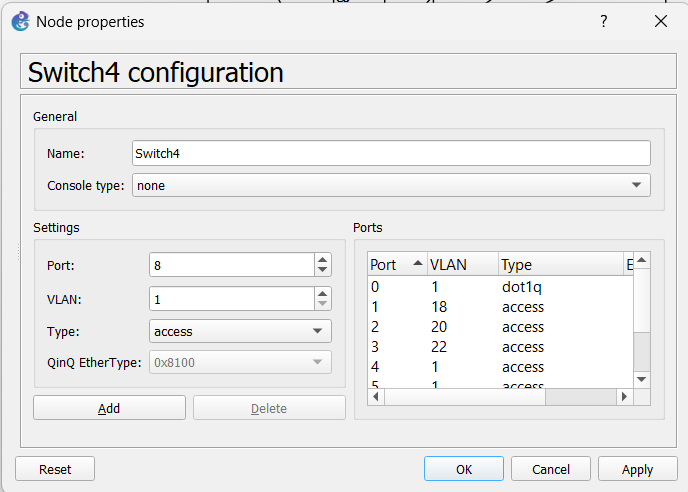 Node properties ?
Switch4 configuration
General
Name: Switch4
Console type: none
Settings
Port: 8
VLAN: 1
Type: access
QinQ EtherType: 0x8100
Add Delete
Ports
Port VLAN Type E
0 1 dot1q
1 18 access
2 20 access
3 22 access
4 1 access
5 1 access
Reset OK Cancel Apply